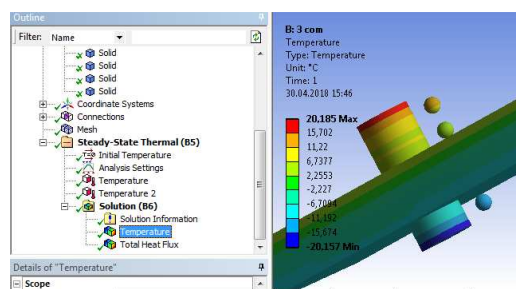 Outline
Filter: Name
Solid
Solid
Solid
Solid
Coordinate Systems
Connections
Mesh
Steady-State Thermal (B5)
Initial Temperature
Analysis Settings
Temperature
Temperature 2
Solution (B6)
Solution Information
Temperature
Total Heat Flux
Details of "Temperature"
Scope
B: 3 com
Temperature
Type: Temperature
Unit: °C
Time: 1
30.04.2018 15:46
20,185 Max
15,702
11,22
6,7377
2,2553
-2,227
-6,7094
-11,192
-15,674
-20,157 Min